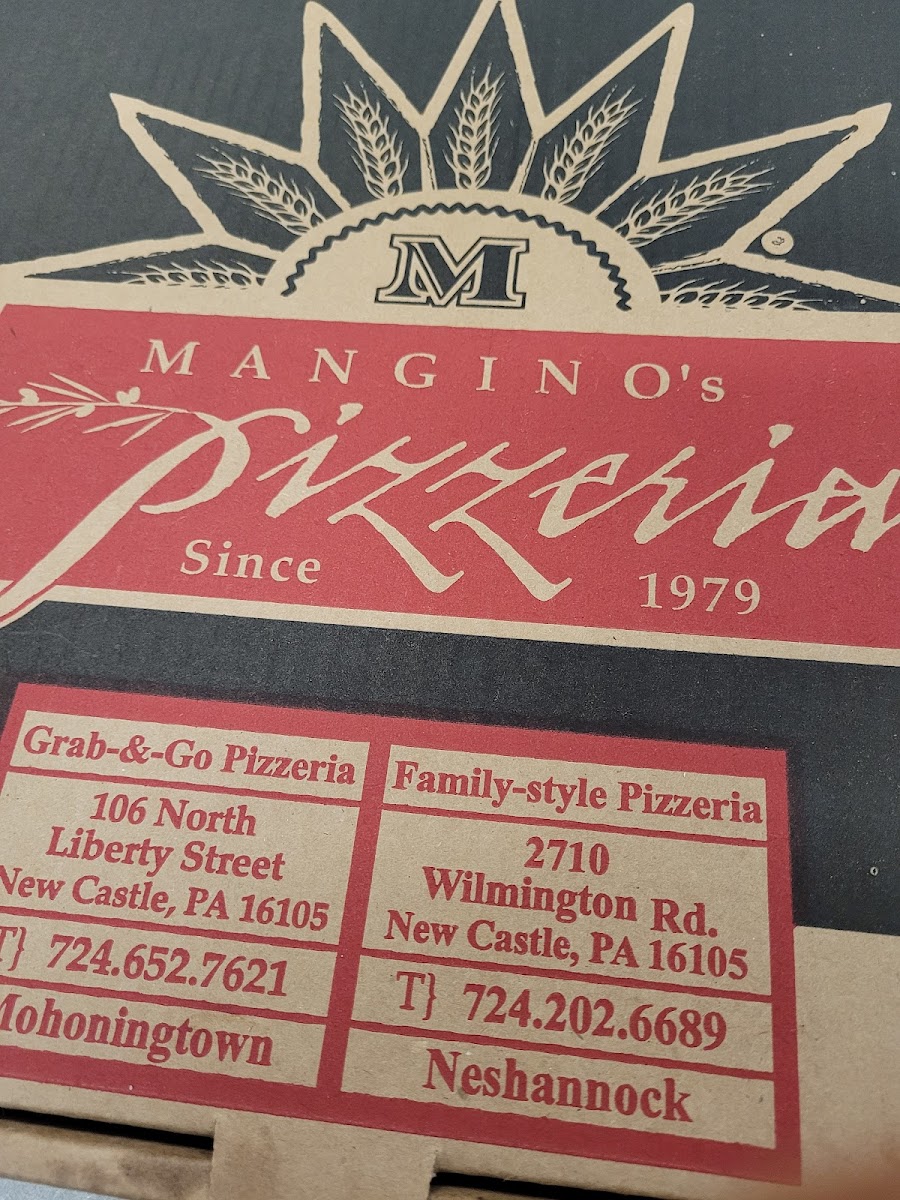 M
MANGINO's
Pizzeria
Since 1979
Grab-&-Go Pizzeria
106 North
Liberty Street
New Castle, PA 16105
T} 724.652.7621
Mohoningtown
Family-style Pizzeria
2710
Wilmington Rd.
New Castle, PA 16105
T} 724.202.6689
Neshannock